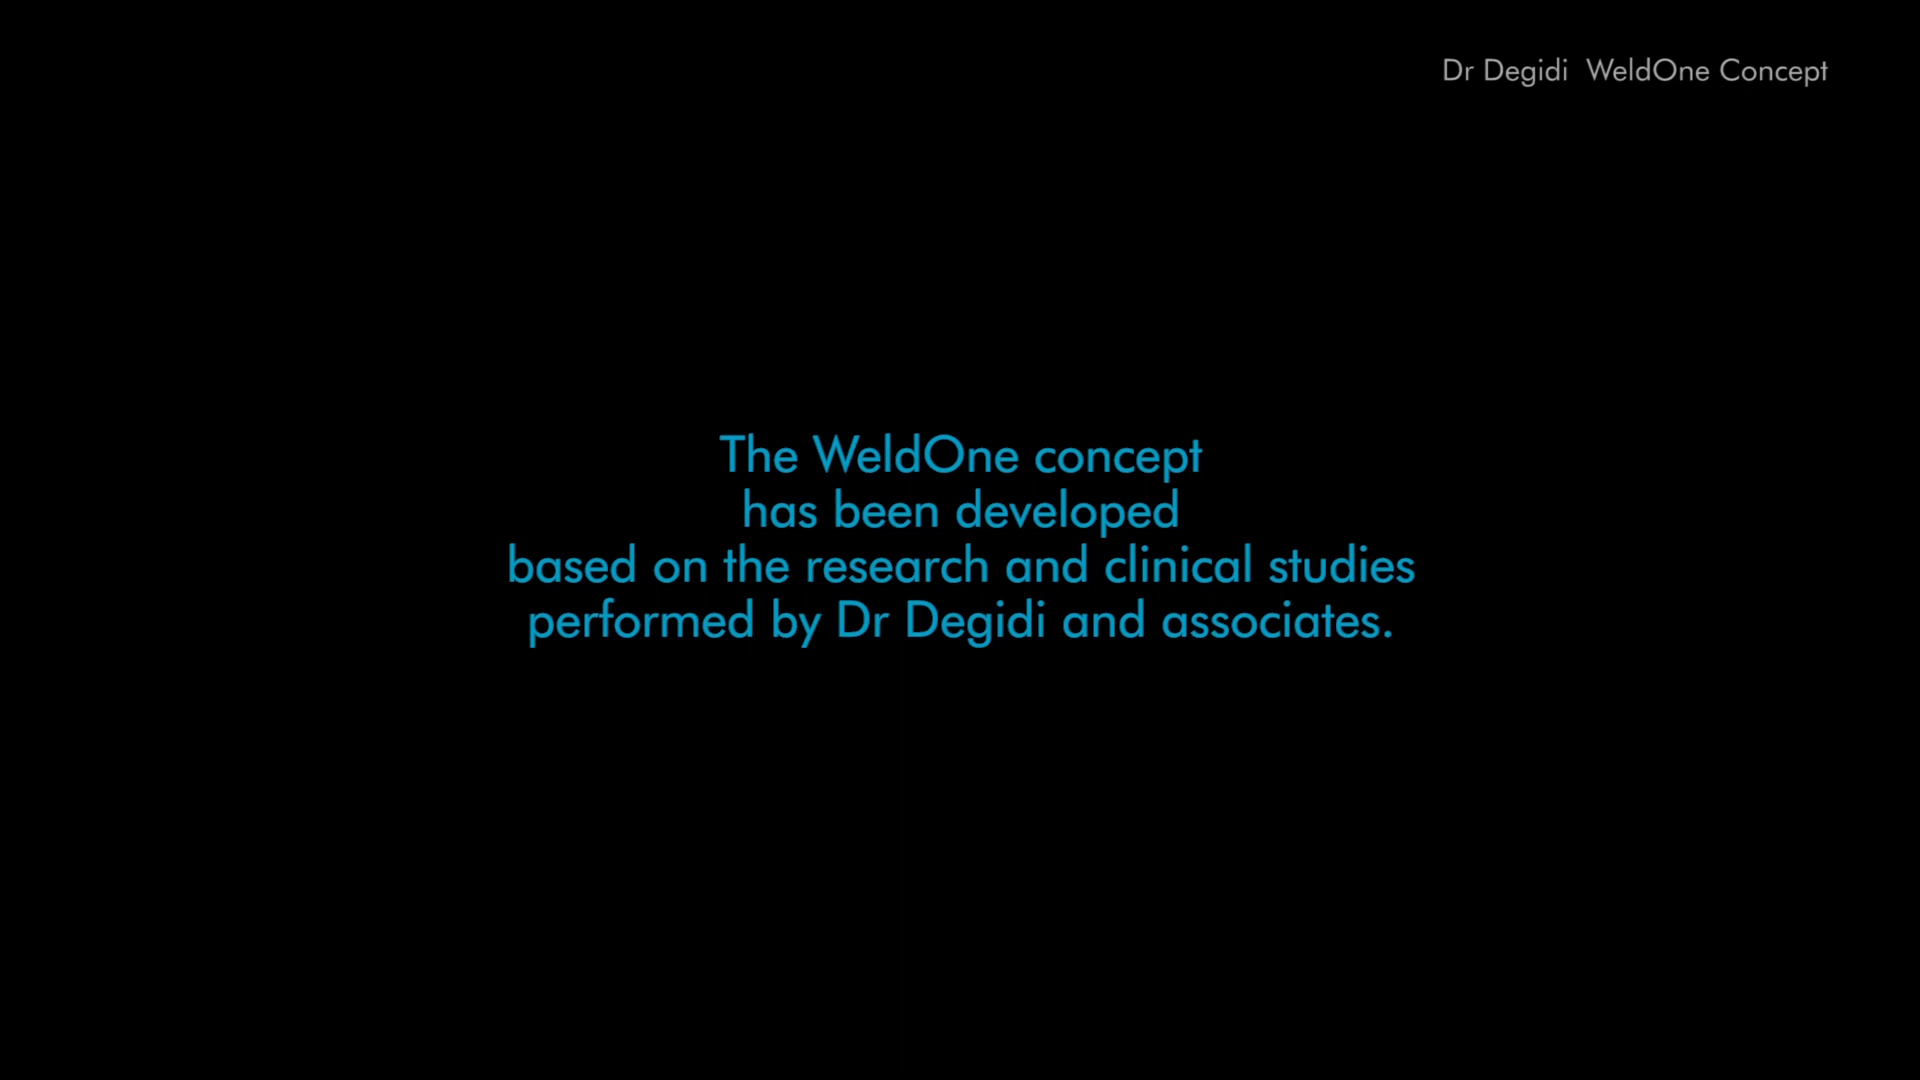 Dr Degidi  WeldOne Concept
The WeldOne concept
has been developed
based on the research and clinical studies
performed by Dr Degidi and associates.